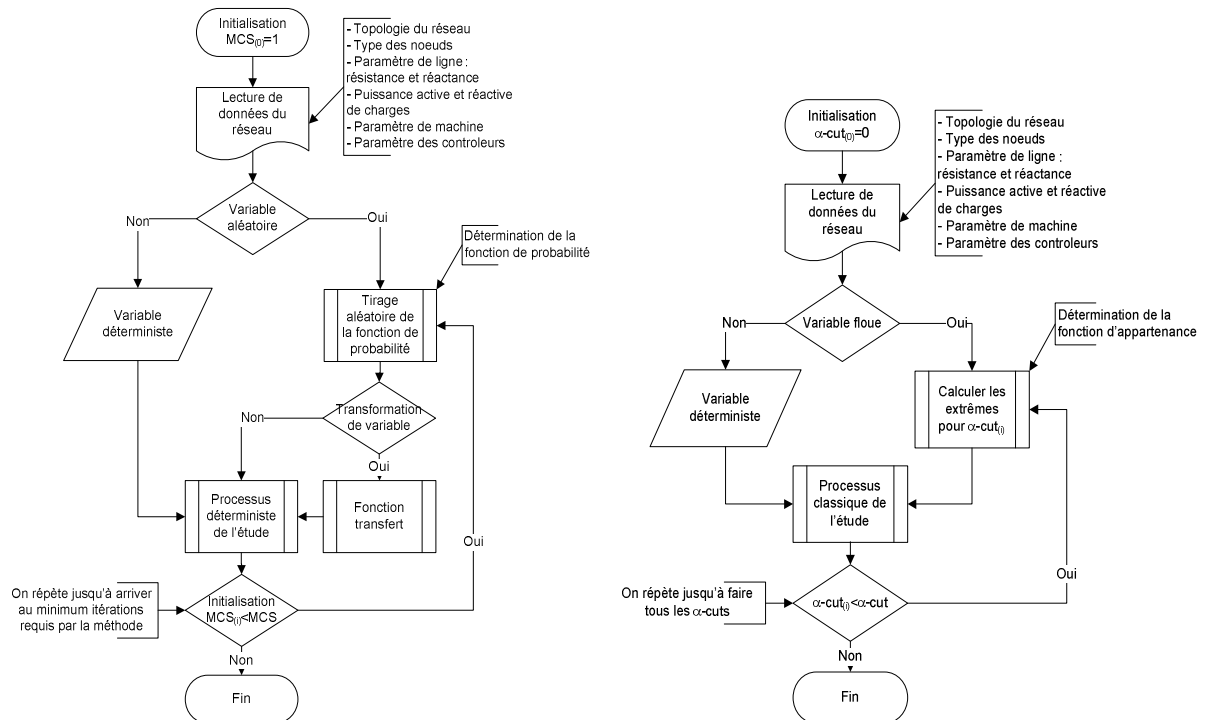 Initialisation
MCS(0)=1
- Topologie du réseau
- Type des noeuds
- Paramètre de ligne :
résistance et réactance
- Puissance active et réactive
de charges
- Paramètre de machine
- Paramètre des controleurs
Lecture de
données du
réseau
Variable
aléatoire
Non
Oui
Détermination de la
fonction de probabilité
Variable
déterministe
Tirage
aléatoire de
la fonction de
probabilité
Transformation
de variable
Non
Oui
Processus
déterministe
de l'étude
Fonction
transfert
Oui
On répète jusqu'à arriver
au minimum itérations
requis par la méthode
Initialisation
MCS(i)<MCS
Non
Fin
Initialisation
α-cut(0)=0
- Topologie du réseau
- Type des noeuds
- Paramètre de ligne :
résistance et réactance
- Puissance active et réactive
de charges
- Paramètre de machine
- Paramètre des controleurs
Lecture de
données du
réseau
Variable floue
Non
Oui
Détermination de la
fonction d'appartenance
Variable
déterministe
Calculer les
extrêmes
pour α-cut(i)
Processus
classique de
l'étude
Oui
On répète jusqu'à faire
tous les α-cuts
α-cut(i)<α-cut
Non
Fin